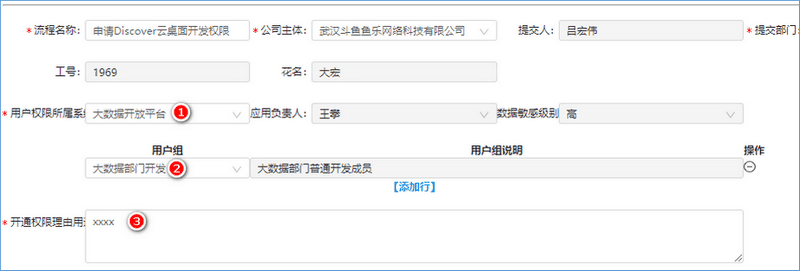 * 流程名称: 申请Discover云桌面开发权限 * 公司主体: 武汉斗鱼鱼乐网络科技有限公司 提交人: 吕宏伟 * 提交部门:
工号: 1969 花名: 大宏
* 用户权限所属系 大数据开放平台 1 应用负责人: 王攀 数据敏感级别 高
用户组 用户组说明 操作
大数据部门开发 2 大数据部门普通开发成员
[添加行]
* 开通权限理由用途 xxxx 3